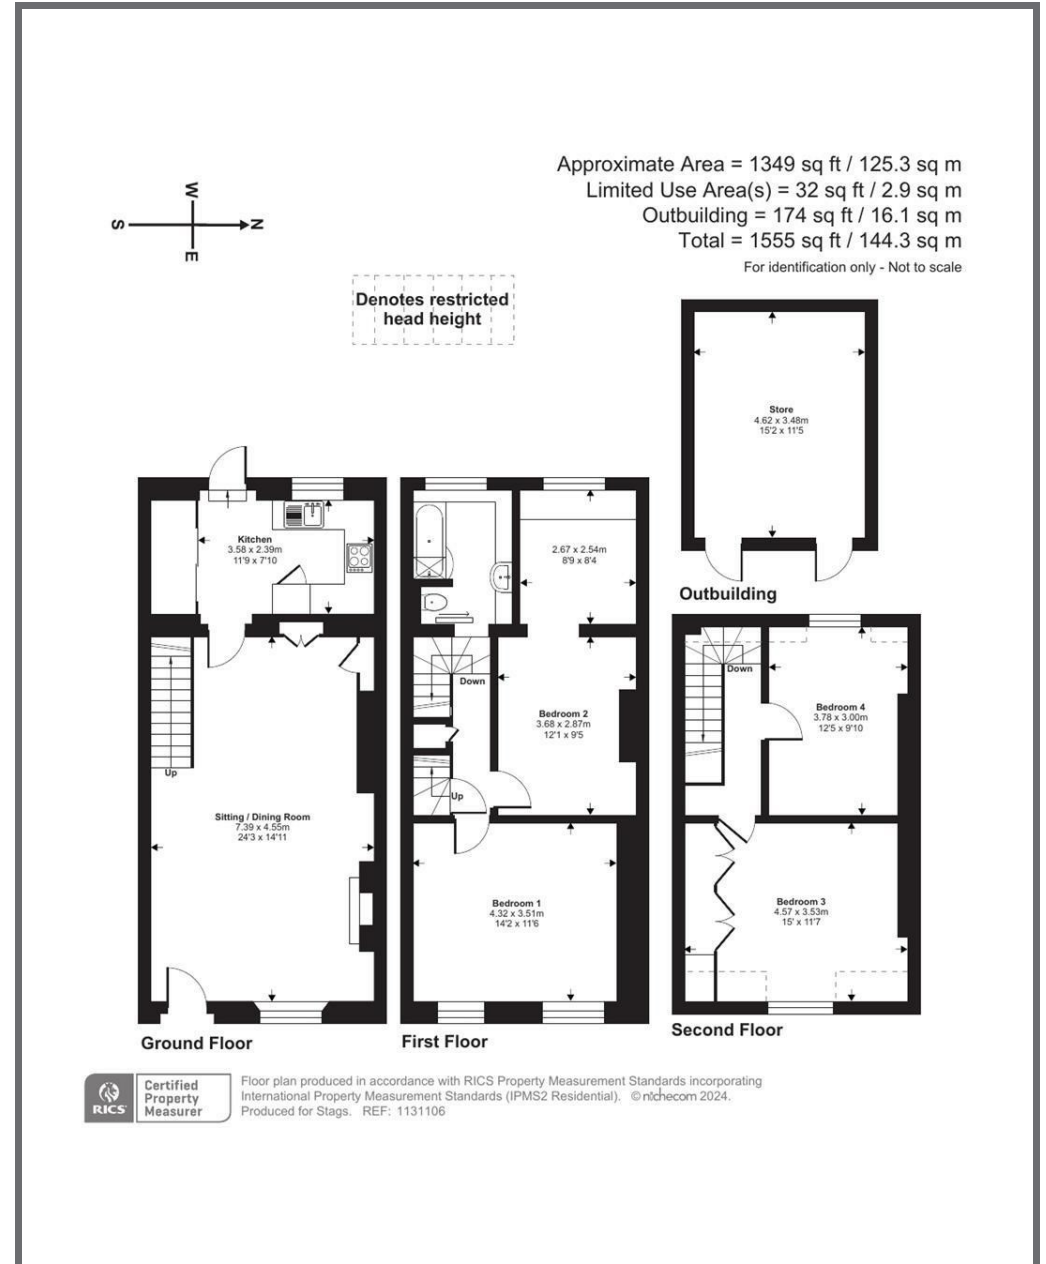 Approximate Area = 1349 sq ft / 125.3 sq m
Limited Use Area(s) = 32 sq ft / 2.9 sq m
Outbuilding = 174 sq ft / 16.1 sq m
Total = 1555 sq ft / 144.3 sq m
For identification only - Not to scale
W
S
N
E
Denotes restricted
head height
Store
4.62 x 3.48m
15'2 x 11'5
Outbuilding
Kitchen
3.58 x 2.39m
11'9 x 7'10
Up
Sitting / Dining Room
7.39 x 4.55m
24'3 x 14'11
Ground Floor
2.67 x 2.54m
8'9 x 8'4
Down
Bedroom 2
3.68 x 2.87m
12'1 x 9'5
Up
Bedroom 1
4.32 x 3.51m
14'2 x 11'6
First Floor
Down
Bedroom 4
3.78 x 3.00m
12'5 x 9'10
Bedroom 3
4.57 x 3.53m
15' x 11'7
Second Floor
RICS
Certified
Property
Measurer
Floor plan produced in accordance with RICS Property Measurement Standards incorporating
International Property Measurement Standards (IPMS2 Residential). © nichecom 2024.
Produced for Stags. REF: 1131106